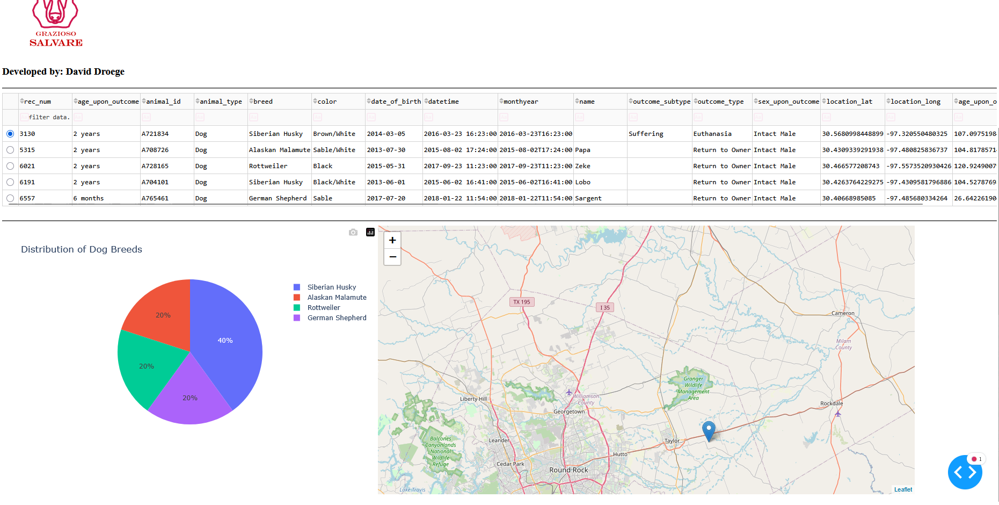 GRAZIOSO
SALVARE
Developed by: David Droege
rec_num age_upon_outcome animal_id animal_type breed color date_of_birth datetime monthyear name outcome_subtype outcome_type sex_upon_outcome location_lat location_long age_upon_o
filter data.
3130 2 years A721834 Dog Siberian Husky Brown/White 2014-03-05 2016-03-23 16:23:00 2016-03-23T16:23:00 Suffering Euthanasia Intact Male 30.5680998448899 -97.320550480325 107.0975198
5315 2 years A708726 Dog Alaskan Malamute Sable/White 2013-07-30 2015-08-02 17:24:00 2015-08-02T17:24:00 Papa Return to Owner Intact Male 30.4309339291938 -97.480825836737 104.8178571
6021 2 years A728165 Dog Rottweiler Black 2015-05-31 2017-09-23 11:23:00 2017-09-23T11:23:00 Zeke Return to Owner Intact Male 30.466577208743 -97.5573520930426 120.9249007
6191 2 years A704101 Dog Siberian Husky Black/White 2013-06-01 2015-06-02 16:41:00 2015-06-02T16:41:00 Lobo Return to Owner Intact Male 30.4263764229275 -97.4309581796886 104.5278769
6557 6 months A765461 Dog German Shepherd Sable 2017-07-20 2018-01-22 11:54:00 2018-01-22T11:54:00 Sargent Return to Owner Intact Male 30.40668985085 -97.485680334264 26.64226190
Distribution of Dog Breeds
Siberian Husky
Alaskan Malamute
Rottweiler
German Shepherd
20%
40%
20%
20%
+
−
TX 195
I 35
Cameron
Milam
County
Granger
Wildlife
Management
Area
Liberty Hill
Williamson
County
Georgetown
Rockdale
Leander
Taylor
Balcones
Canyonlands
National
Wildlife
Refuge
Hutto
Cedar Park
Round Rock
Lake Travis
Leaflet
1